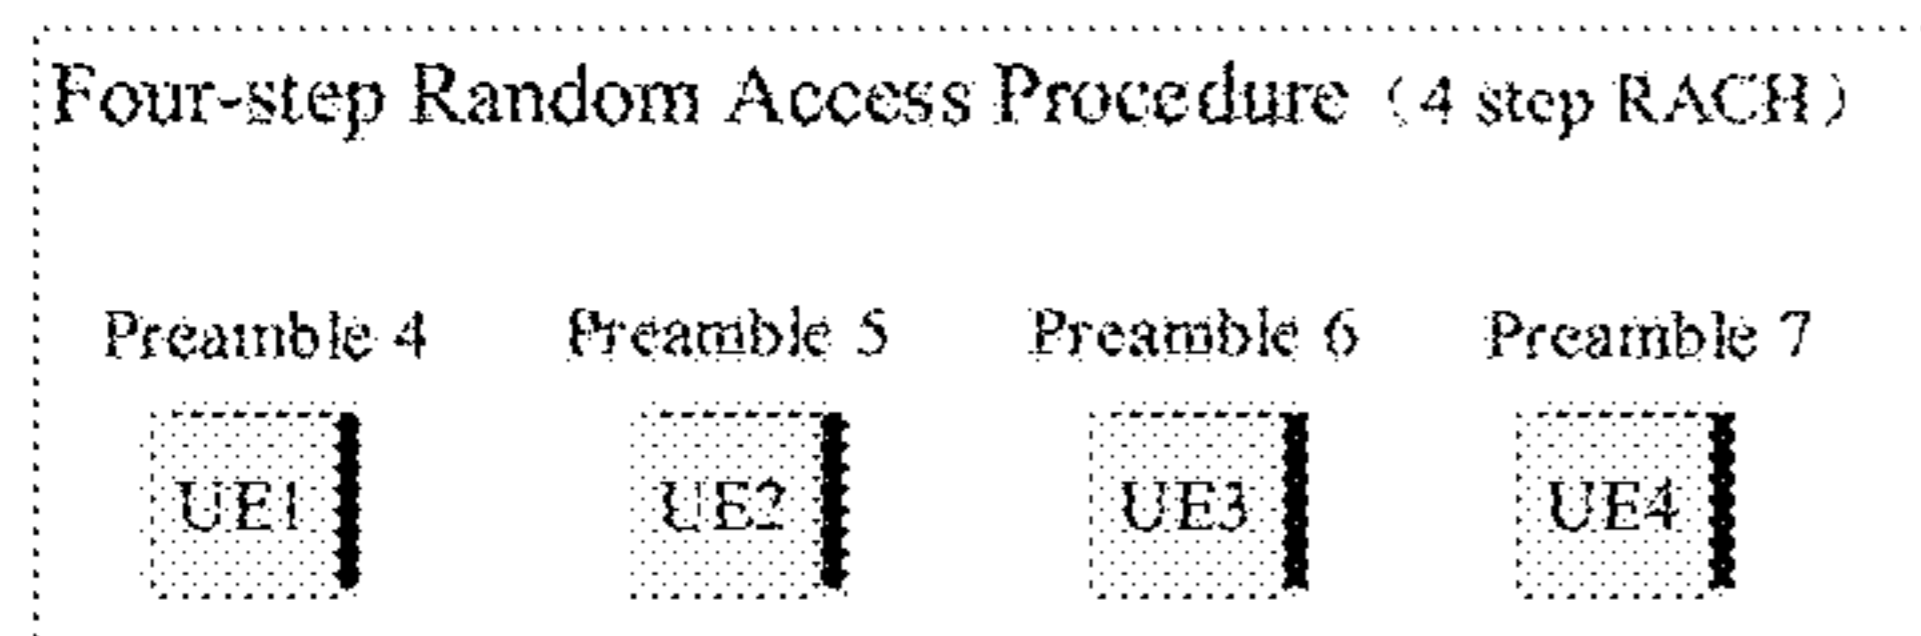 Four-step Random Access Procedure (4 step RACH)
Preamble 4 Preamble 5 Preamble 6 Preamble 7
UE1 UE2 UE3 UE4